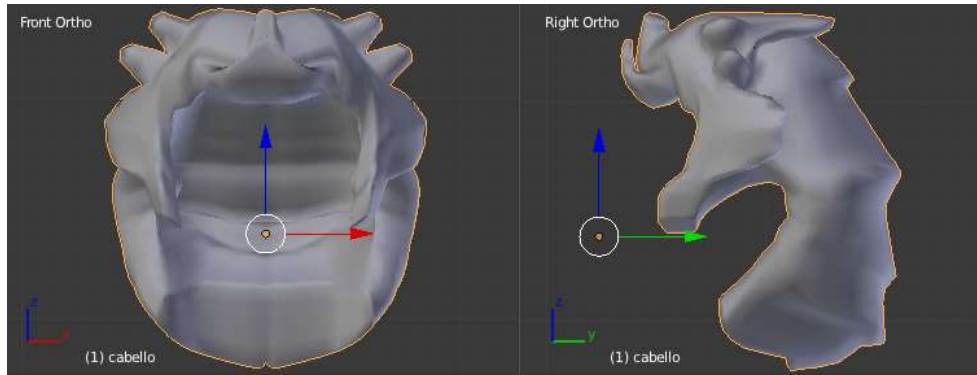 Front Ortho
z
x
(1) cabello
Right Ortho
z
y
(1) cabello